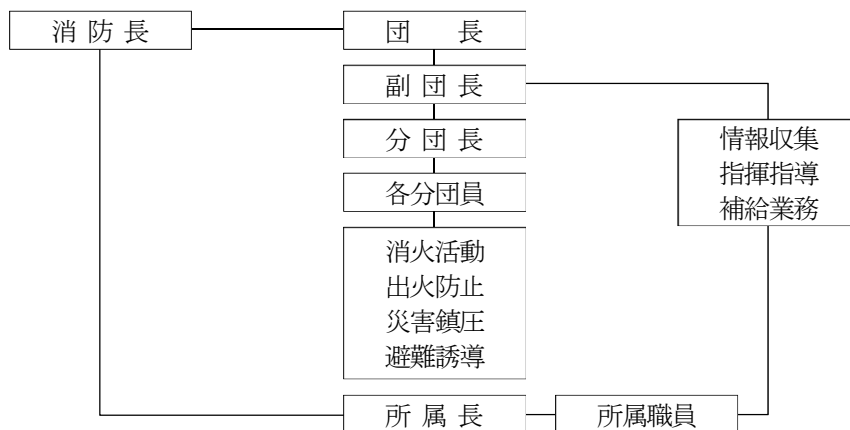 消防長
団長
副団長
分団長
各分団員
情報収集
指揮指導
補給業務
消火活動
出火防止
災害鎮圧
避難誘導
所属長
所属職員